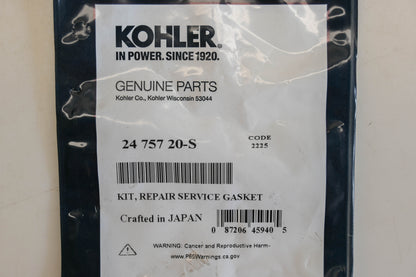 KOHLER®
IN POWER. SINCE 1920.
GENUINE PARTS
Kohler Co., Kohler Wisconsin 53044
24 757 20-S
CODE
2225
KIT, REPAIR SERVICE GASKET
Crafted in JAPAN
0 87206 45940 5
WARNING: Cancer and Reproductive Harm-
www.P65Warnings.ca.gov